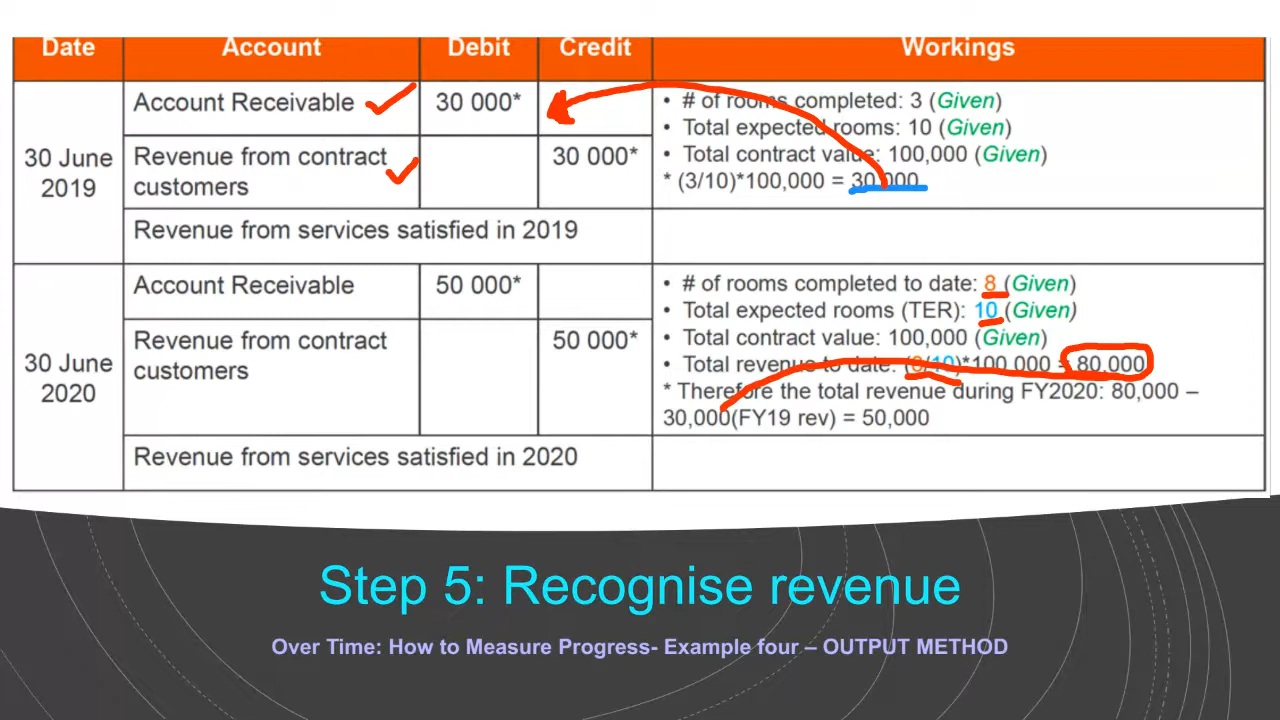 Date Account Debit Credit Workings
30 June 2019
Account Receivable 30 000*
Revenue from contract customers 30 000*
• # of rooms completed: 3 (Given)
• Total expected rooms: 10 (Given)
• Total contract value: 100,000 (Given)
* (3/10)*100,000 = 30,000
Revenue from services satisfied in 2019
30 June 2020
Account Receivable 50 000*
Revenue from contract customers 50 000*
• # of rooms completed to date: 8 (Given)
• Total expected rooms (TER): 10 (Given)
• Total contract value: 100,000 (Given)
• Total revenue to date: (8/10)*100,000 = 80,000
* Therefore the total revenue during FY2020: 80,000 –
30,000(FY19 rev) = 50,000
Revenue from services satisfied in 2020
Step 5: Recognise revenue
Over Time: How to Measure Progress- Example four – OUTPUT METHOD